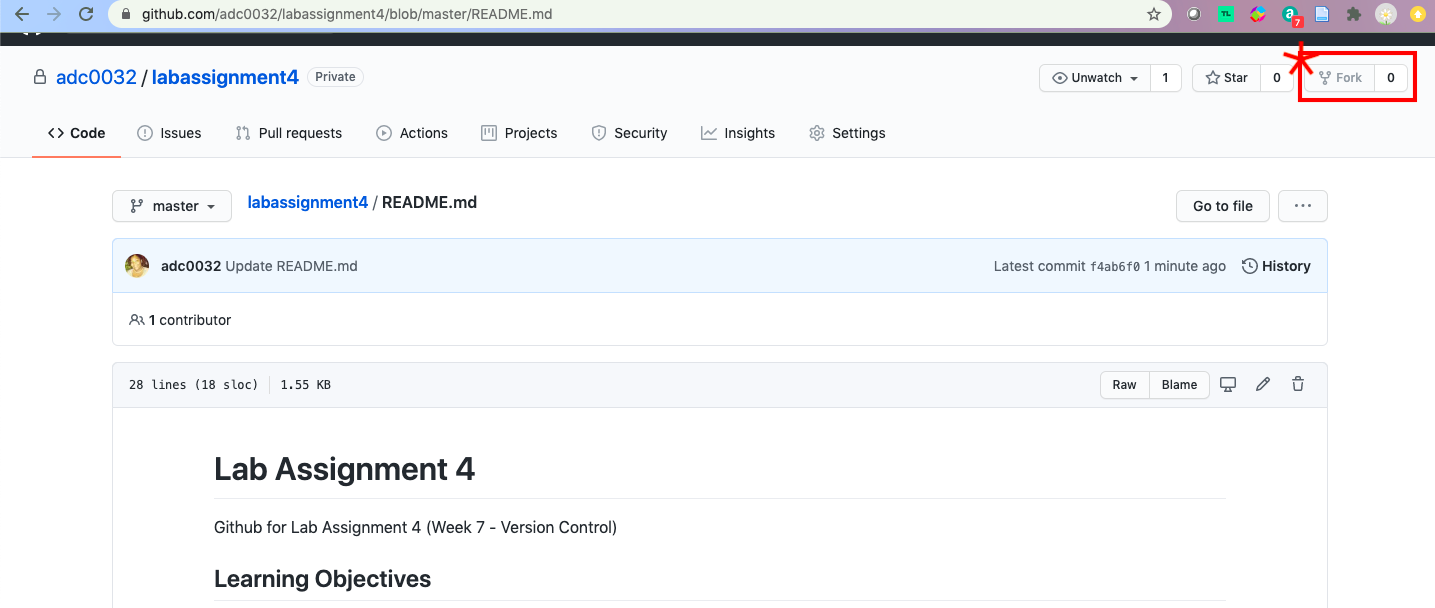 github.com/adc0032/labassignment4/blob/master/README.md
TL
a 7
adc0032 / labassignment4 Private
Unwatch 1 Star 0 Fork 0
Code Issues Pull requests Actions Projects Security Insights Settings
master labassignment4 / README.md Go to file ...
adc0032 Update README.md Latest commit f4ab6f0 1 minute ago History
1 contributor
28 lines (18 sloc) 1.55 KB Raw Blame
Lab Assignment 4
Github for Lab Assignment 4 (Week 7 - Version Control)
Learning Objectives